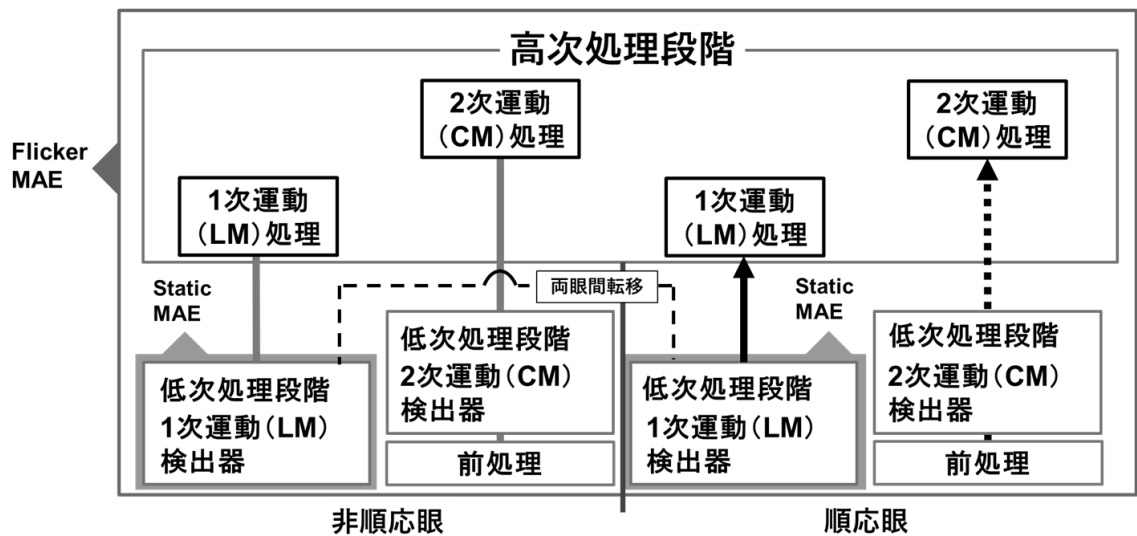 高次処理段階
2次運動
（CM）処理
2次運動
（CM）処理
Flicker
MAE
1次運動
（LM）処理
1次運動
（LM）処理
両眼間転移
Static
MAE
Static
MAE
低次処理段階
2次運動（CM）
検出器
低次処理段階
2次運動（CM）
検出器
低次処理段階
1次運動（LM）
検出器
低次処理段階
1次運動（LM）
検出器
前処理
前処理
非順応眼
順応眼